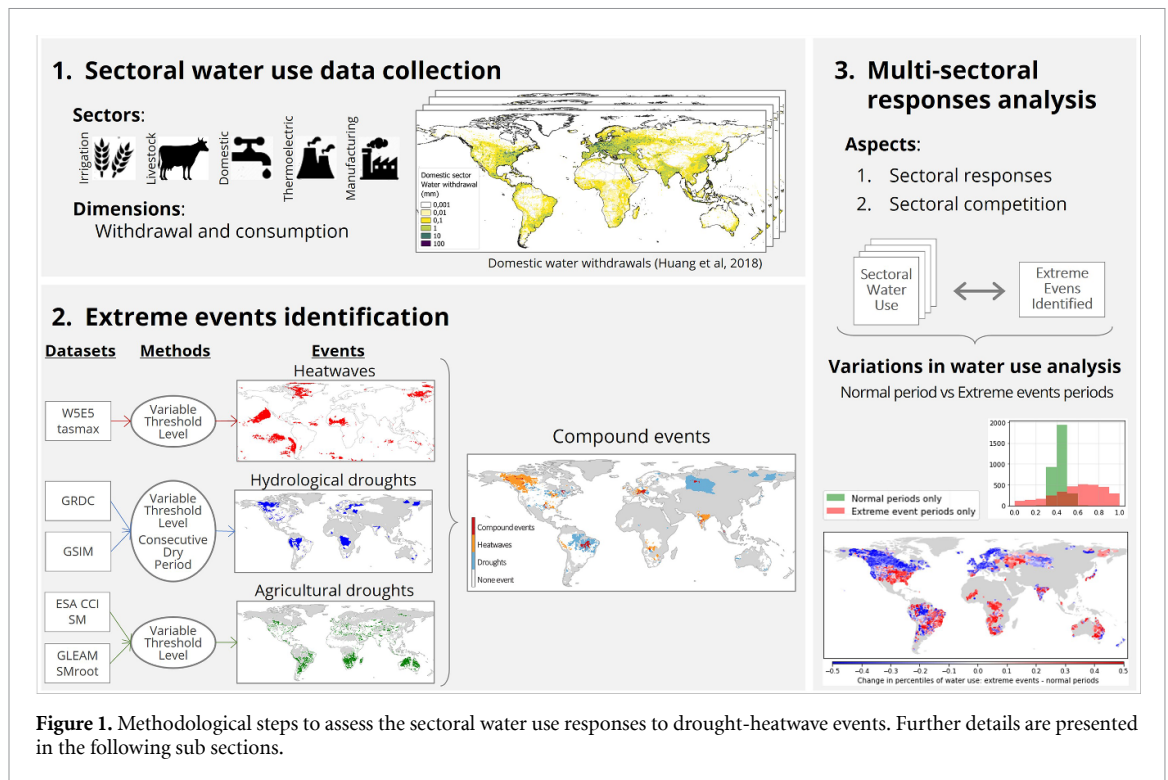 1. Sectoral water use data collection
Sectors:
Irrigation
Livestock
Domestic
Thermoelectric
Manufacturing
Dimensions:
Withdrawal and consumption
Domestic sector
Water withdrawal
(mm)
0,001
0,01
0,1
1
10
100
Domestic water withdrawals (Huang et al, 2018)
2. Extreme events identification
Datasets Methods Events
Heatwaves
W5E5
tasmax
Variable
Threshold
Level
Hydrological droughts
GRDC
GSIM
Variable
Threshold
Level
Consecutive
Dry
Period
Agricultural droughts
ESA CCI
SM
GLEAM
SMroot
Variable
Threshold
Level
Compound events
Compound events
Heatwaves
Droughts
None event
3. Multi-sectoral
responses analysis
Aspects:
1. Sectoral responses
2. Sectoral competition
Sectoral
Water
Use
Extreme
Evens
Identified
Variations in water use analysis
Normal period vs Extreme events periods
Normal periods only
Extreme event periods only
2000
1500
1000
500
0
0.0 0.2 0.4 0.6 0.8 1.0
−0.5 −0.4 −0.3 −0.2 −0.1 0.0 0.1 0.2 0.3 0.4 0.5
Change in percentiles of water use: extreme events - normal periods
Figure 1. Methodological steps to assess the sectoral water use responses to drought-heatwave events. Further details are presented
in the following sub sections.